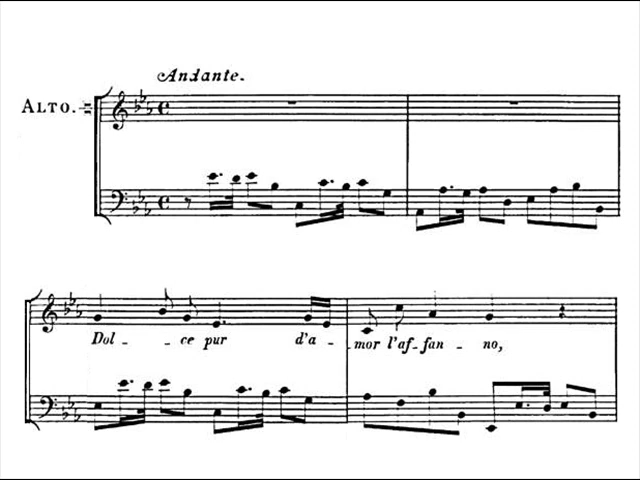 Andante.
ALTO.
Dol - - ce pur d'a - mor l'af - fan - no,